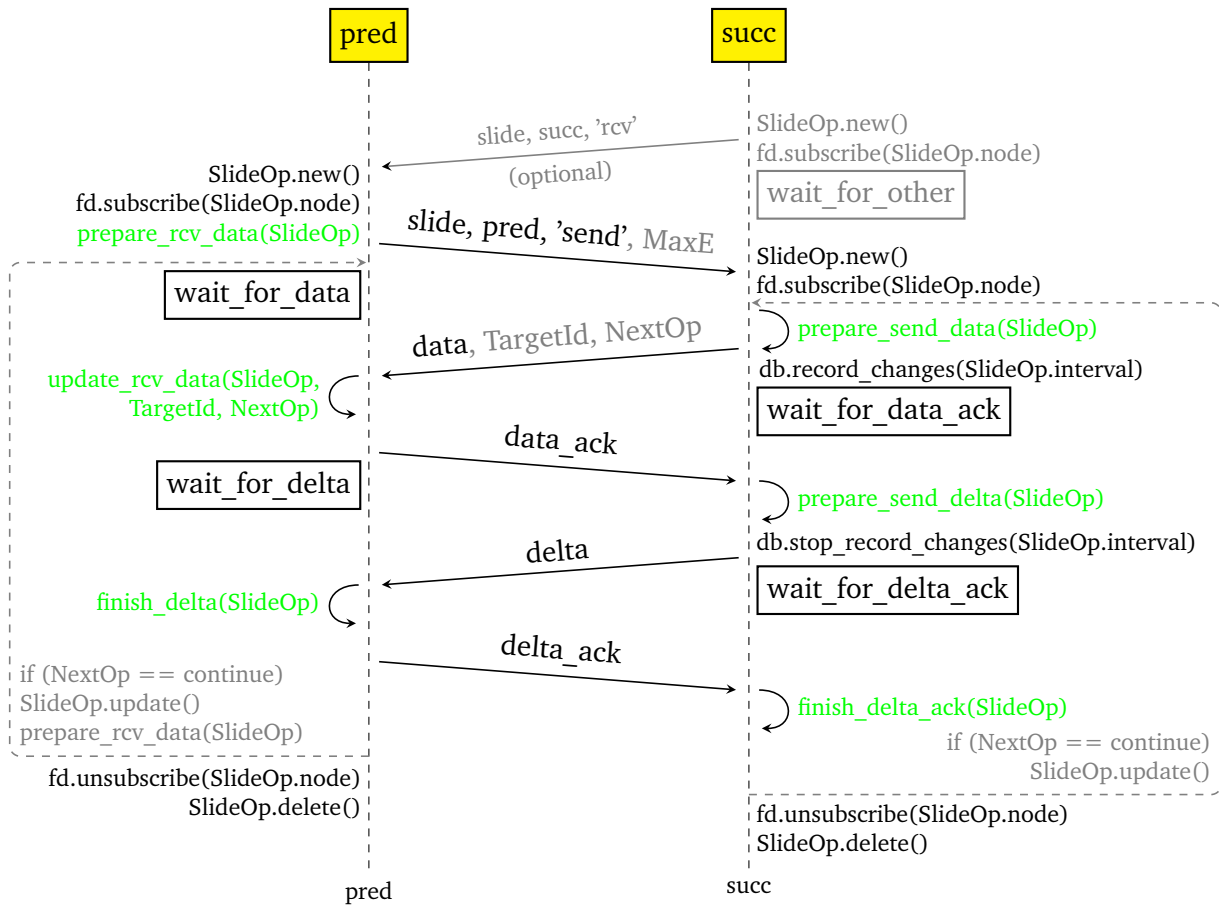 pred
succ
slide, succ, 'rcv'
(optional)
SlideOp.new()
fd.subscribe(SlideOp.node)
wait_for_other
SlideOp.new()
fd.subscribe(SlideOp.node)
prepare_rcv_data(SlideOp)
slide, pred, 'send', MaxE
SlideOp.new()
fd.subscribe(SlideOp.node)
wait_for_data
prepare_send_data(SlideOp)
data, TargetId, NextOp
db.record_changes(SlideOp.interval)
update_rcv_data(SlideOp,
TargetId, NextOp)
wait_for_data_ack
data_ack
wait_for_delta
prepare_send_delta(SlideOp)
db.stop_record_changes(SlideOp.interval)
delta
wait_for_delta_ack
finish_delta(SlideOp)
delta_ack
if (NextOp == continue)
SlideOp.update()
prepare_rcv_data(SlideOp)
finish_delta_ack(SlideOp)
if (NextOp == continue)
SlideOp.update()
fd.unsubscribe(SlideOp.node)
SlideOp.delete()
fd.unsubscribe(SlideOp.node)
SlideOp.delete()
pred
succ